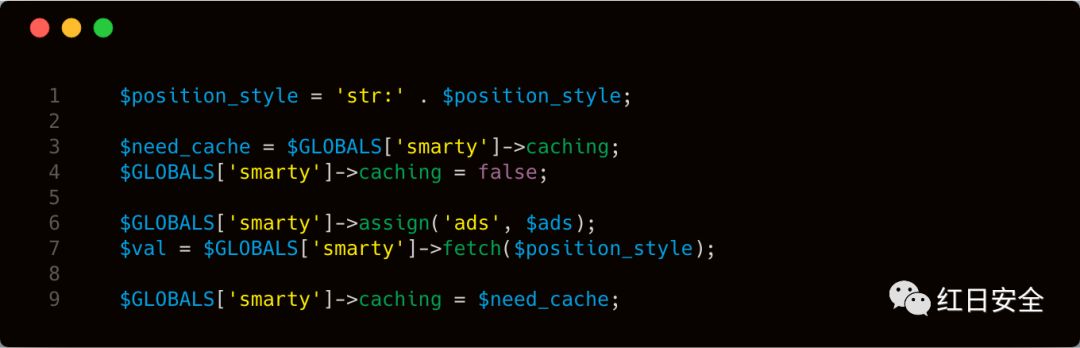 1 $position_style = 'str:' . $position_style;
2
3 $need_cache = $GLOBALS['smarty']->caching;
4 $GLOBALS['smarty']->caching = false;
5
6 $GLOBALS['smarty']->assign('ads', $ads);
7 $val = $GLOBALS['smarty']->fetch($position_style);
8
9 $GLOBALS['smarty']->caching = $need_cache;
红日安全